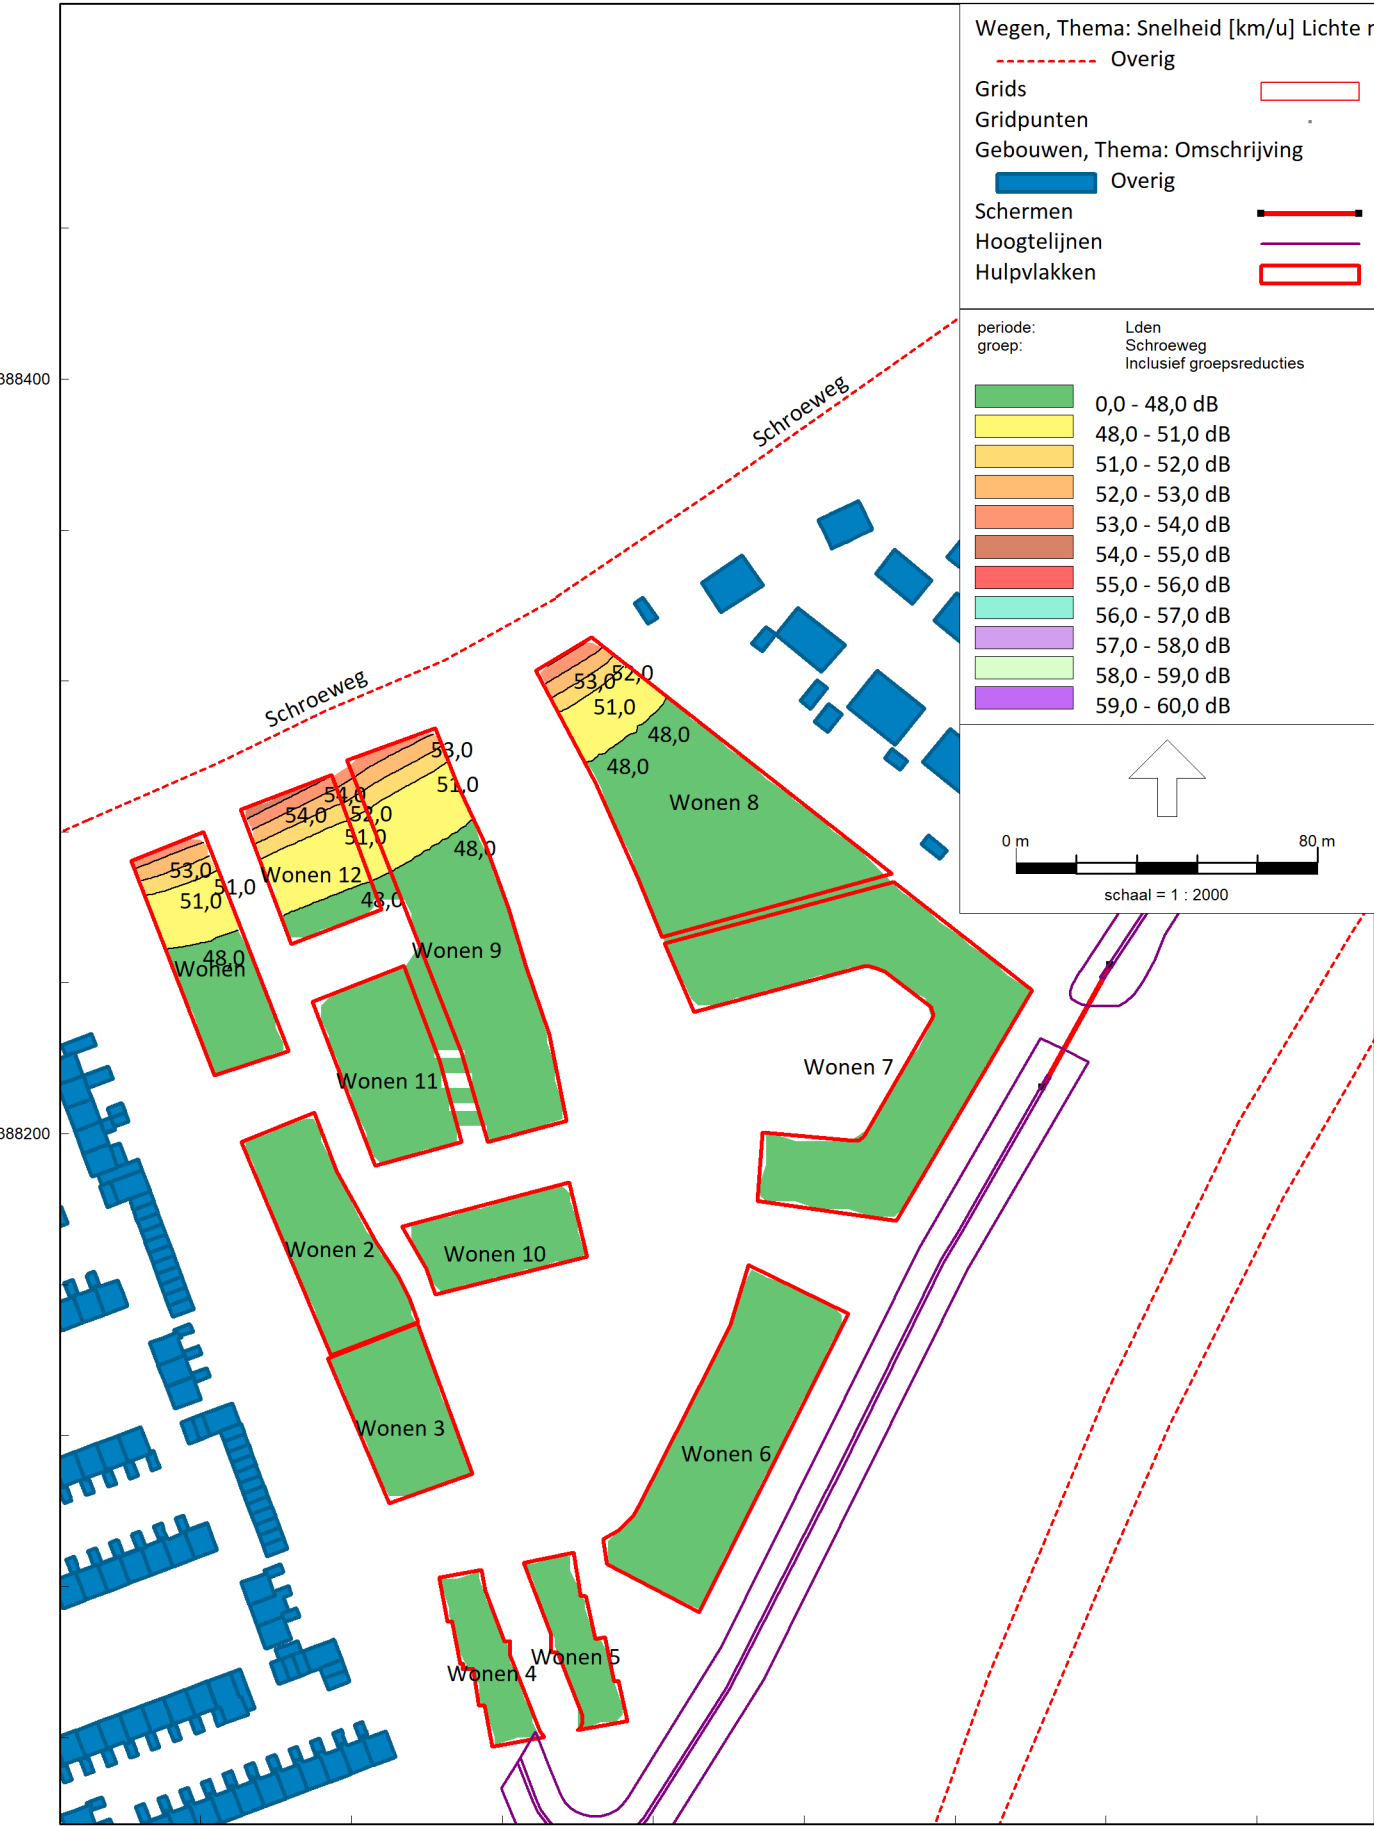 Wegen, Thema: Snelheid [km/u] Lichte
Overig
Grids
Gridpunten
Gebouwen, Thema: Omschrijving
Overig
Schermen
Hoogtelijnen
Hulpvlakken
periode: Lden
groep: Schroeweg
Inclusief groepsreducties
0,0 - 48,0 dB
48,0 - 51,0 dB
51,0 - 52,0 dB
52,0 - 53,0 dB
53,0 - 54,0 dB
54,0 - 55,0 dB
55,0 - 56,0 dB
56,0 - 57,0 dB
57,0 - 58,0 dB
58,0 - 59,0 dB
59,0 - 60,0 dB
0 m 80 m
schaal = 1 : 2000
388400
Schroeweg
Schroeweg
52,0
53,0
51,0
48,0
48,0
Wonen 8
53,0
51,0
54,0
54,0
52,0
51,0
48,0
Wonen 12
48,0
53,0
51,0
51,0
48,0
Wonen
Wonen 9
Wonen 7
Wonen 11
388200
Wonen 2
Wonen 10
Wonen 3
Wonen 6
Wonen 5
Wonen 4